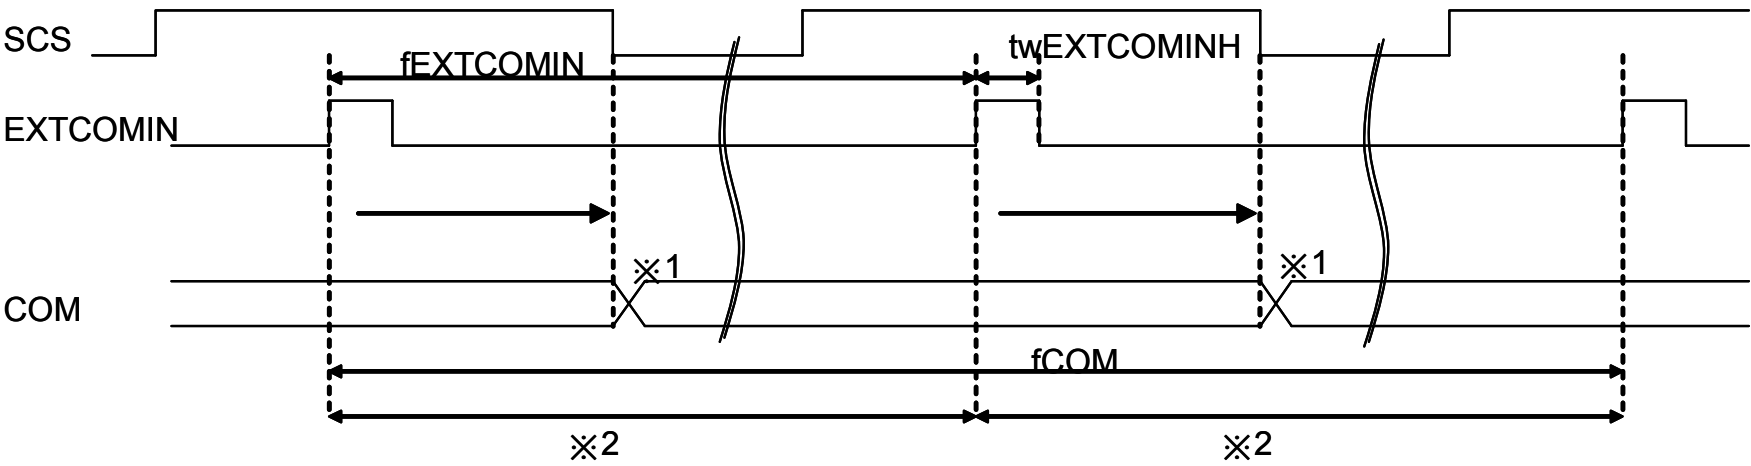 SCS
fEXTCOMIN
twEXTCOMINH
EXTCOMIN
※1
※1
COM
fCOM
※2
※2